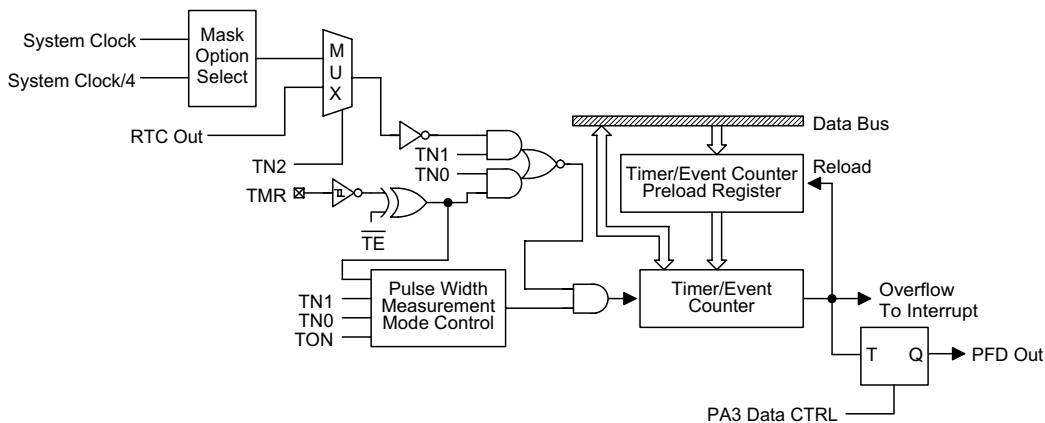 System Clock
System Clock/4
Mask
Option
Select
M
U
X
RTC Out
TN2
TN1
TN0
TMR
TE
Data Bus
Timer/Event Counter
Preload Register
Reload
Pulse Width
Measurement
Mode Control
TN1
TN0
TON
Timer/Event
Counter
Overflow
To Interrupt
T Q
PFD Out
PA3 Data CTRL